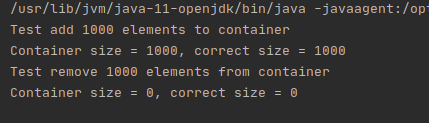 /usr/lib/jvm/java-11-openjdk/bin/java -javaagent:/op
Test add 1000 elements to container
Container size = 1000, correct size = 1000
Test remove 1000 elements from container
Container size = 0, correct size = 0